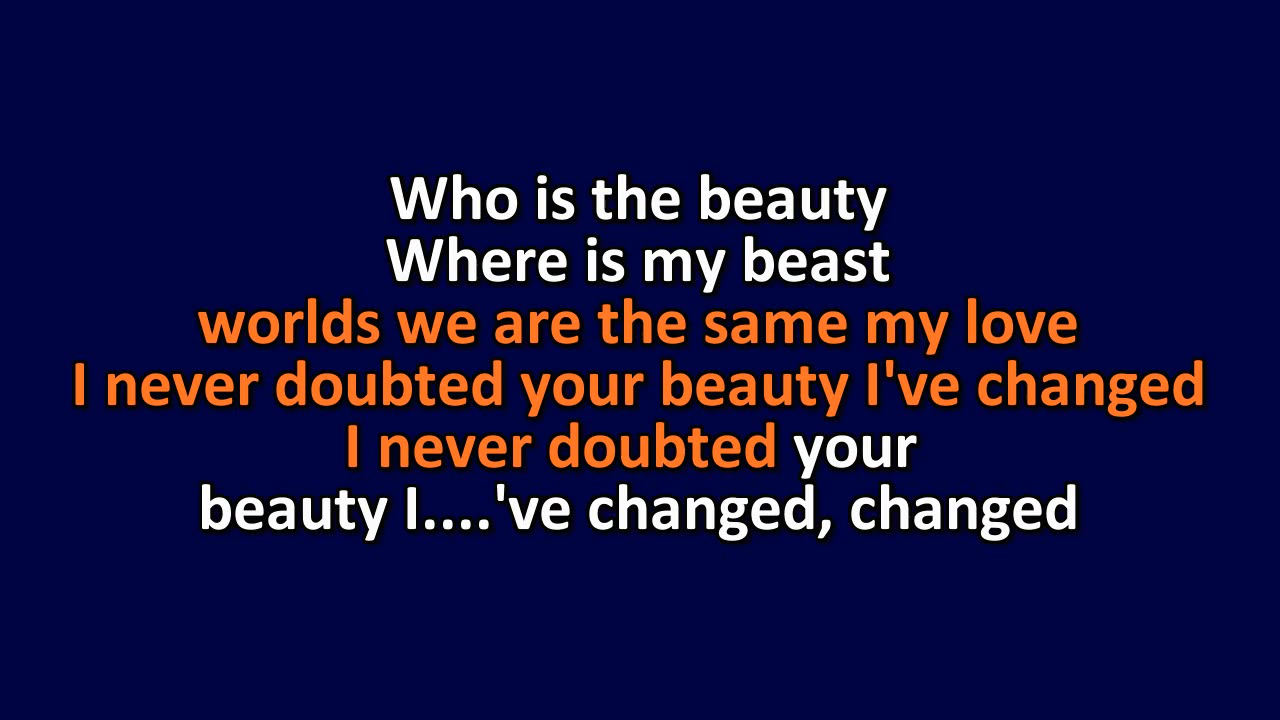 Who is the beauty
Where is my beast
worlds we are the same my love
I never doubted your beauty I've changed
I never doubted your
beauty I....'ve changed, changed